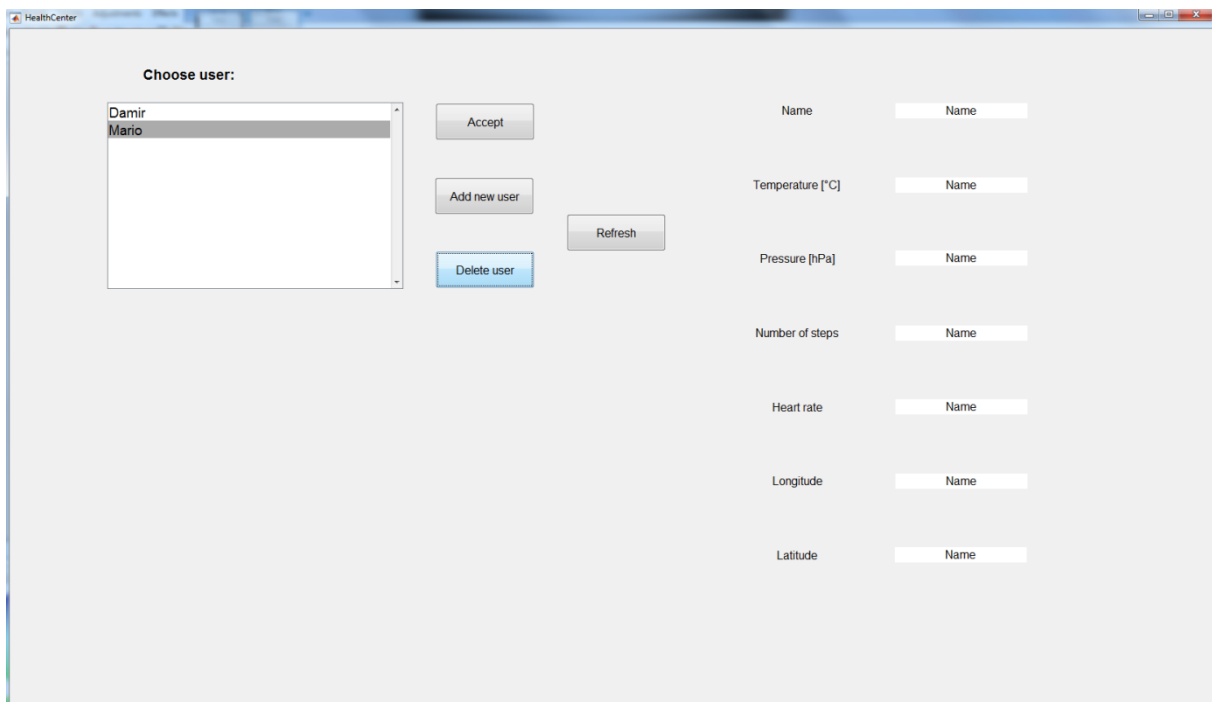 HealthCenter
Choose user:
Damir
Mario
Accept
Add new user
Delete user
Refresh
Name Name
Temperature [°C] Name
Pressure [hPa] Name
Number of steps Name
Heart rate Name
Longitude Name
Latitude Name